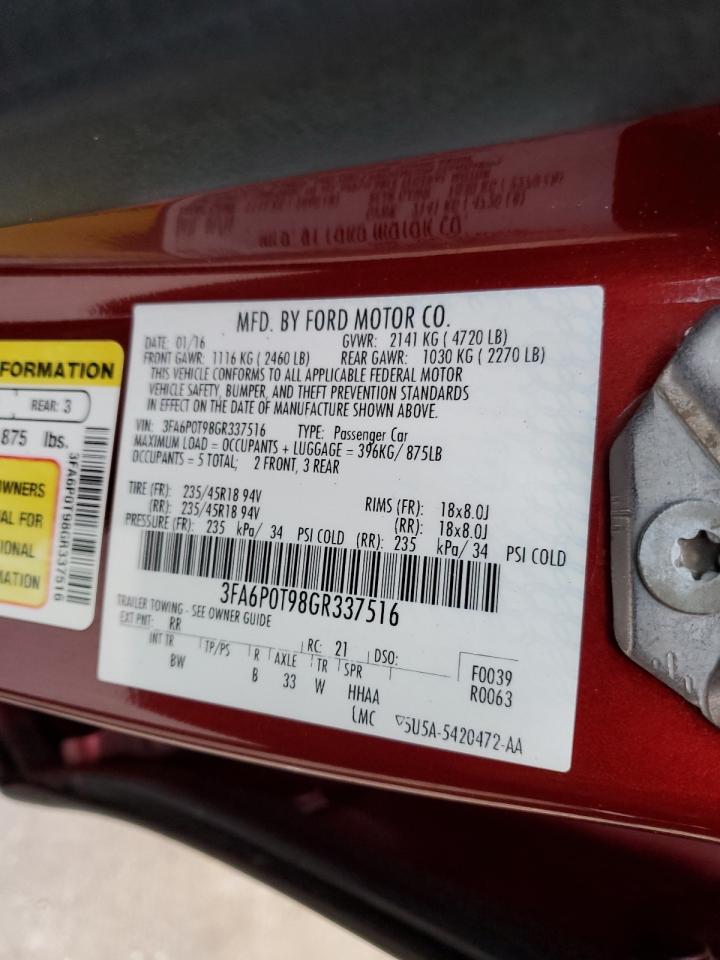 MFD. BY FORD MOTOR CO.
DATE: 01/16 GVWR: 2141 KG ( 4720 LB)
FRONT GAWR: 1116 KG ( 2460 LB) REAR GAWR: 1030 KG ( 2270 LB)
THIS VEHICLE CONFORMS TO ALL APPLICABLE FEDERAL MOTOR
VEHICLE SAFETY, BUMPER, AND THEFT PREVENTION STANDARDS
IN EFFECT ON THE DATE OF MANUFACTURE SHOWN ABOVE.
VIN: 3FA6P0T98GR337516 TYPE: Passenger Car
MAXIMUM LOAD = OCCUPANTS + LUGGAGE = 396KG/ 875LB
OCCUPANTS = 5 TOTAL; 2 FRONT, 3 REAR
TIRE (FR): 235/45R18 94V RIMS (FR): 18x8.0J
(RR): 235/45R18 94V (RR): 18x8.0J
PRESSURE (FR): 235 kPa/ 34 PSI COLD (RR): 235 kPa/ 34 PSI COLD
3FA6P0T98GR337516
TRAILER TOWING - SEE OWNER GUIDE
EXT PNT: RR RC: 21 DSO: F0039
INT TR TP/PS R AXLE TR SPR R0063
BW B 33 W HHAA
LMC 5U5A-5420472-AA
FORMATION
REAR: 3
875 lbs.
OWNERS
AL FOR
IONAL
MATION
3FA6P0T98GR337516